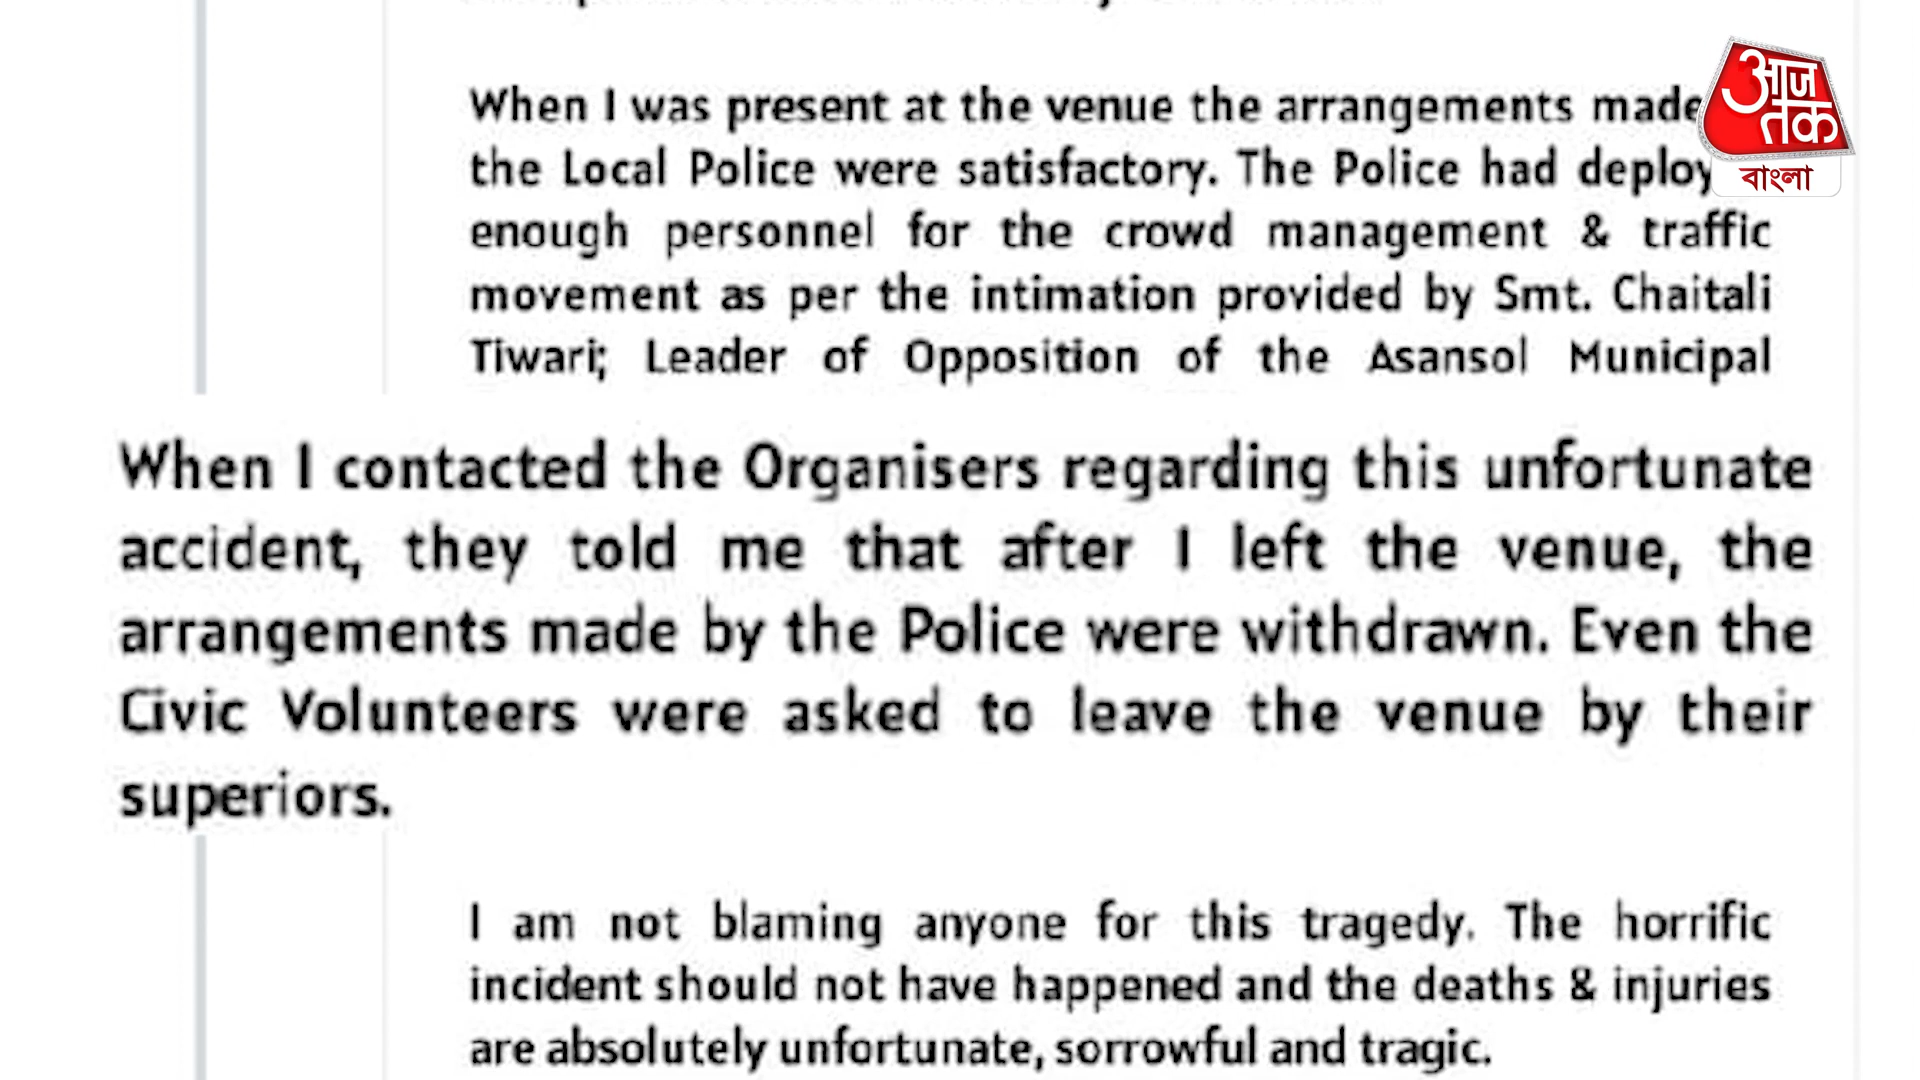 When I was present at the venue the arrangements made
the Local Police were satisfactory. The Police had deploy
enough personnel for the crowd management & traffic
movement as per the intimation provided by Smt. Chaitali
Tiwari; Leader of Opposition of the Asansol Municipal
When I contacted the Organisers regarding this unfortunate
accident, they told me that after I left the venue, the
arrangements made by the Police were withdrawn. Even the
Civic Volunteers were asked to leave the venue by their
superiors.
I am not blaming anyone for this tragedy. The horrific
incident should not have happened and the deaths & injuries
are absolutely unfortunate, sorrowful and tragic.
आज
तक
বাংলা